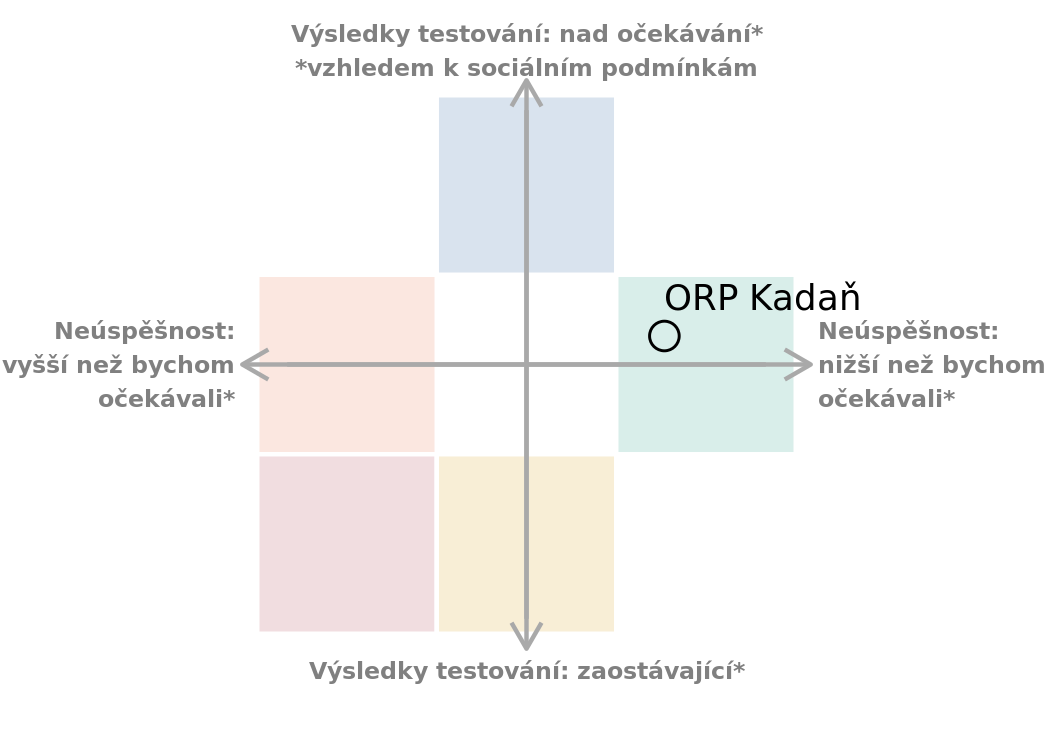 Výsledky testování: nad očekávání*
*vzhledem k sociálním podmínkám
ORP Kadaň
Neúspěšnost:
vyšší než bychom
očekávali*
Neúspěšnost:
nižší než bychom
očekávali*
Výsledky testování: zaostávající*